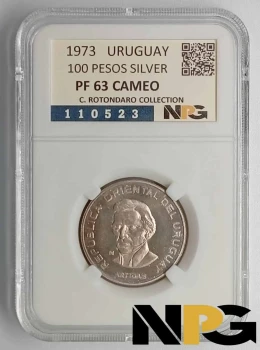 1973 URUGUAY
100 PESOS SILVER
PF 63 CAMEO
C. ROTONDARO COLLECTION
110523
NPG
REPUBLICA ORIENTAL DEL URUGUAY
ARTIGAS
NPG